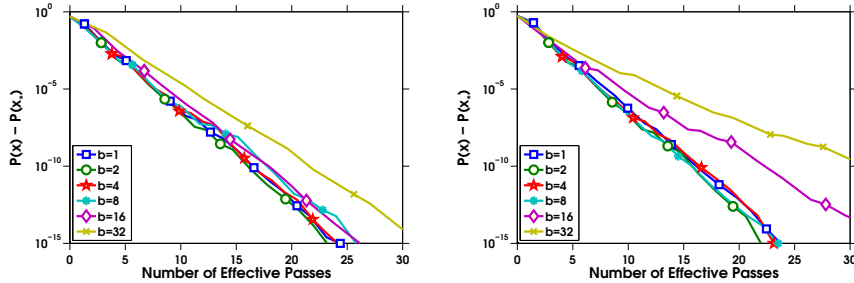 10^0
10^-5
10^-10
10^-15
P(x) − P(x*)
b=1
b=2
b=4
b=8
b=16
b=32
0 5 10 15 20 25 30
Number of Effective Passes
10^0
10^-5
10^-10
10^-15
P(x) − P(x*)
b=1
b=2
b=4
b=8
b=16
b=32
0 5 10 15 20 25 30
Number of Effective Passes